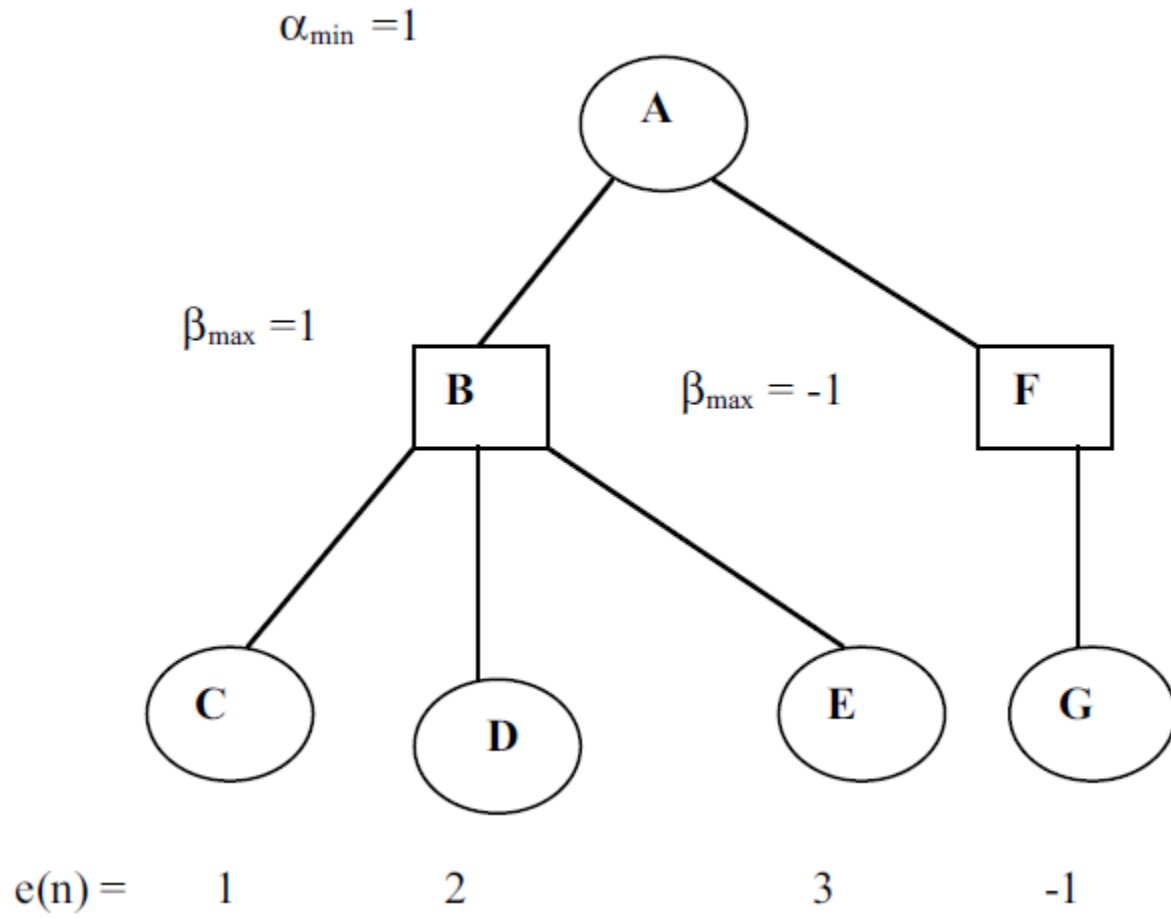 αmin =1
A
βmax =1
B
βmax = -1
F
C
D
E
G
e(n) = 1 2 3 -1